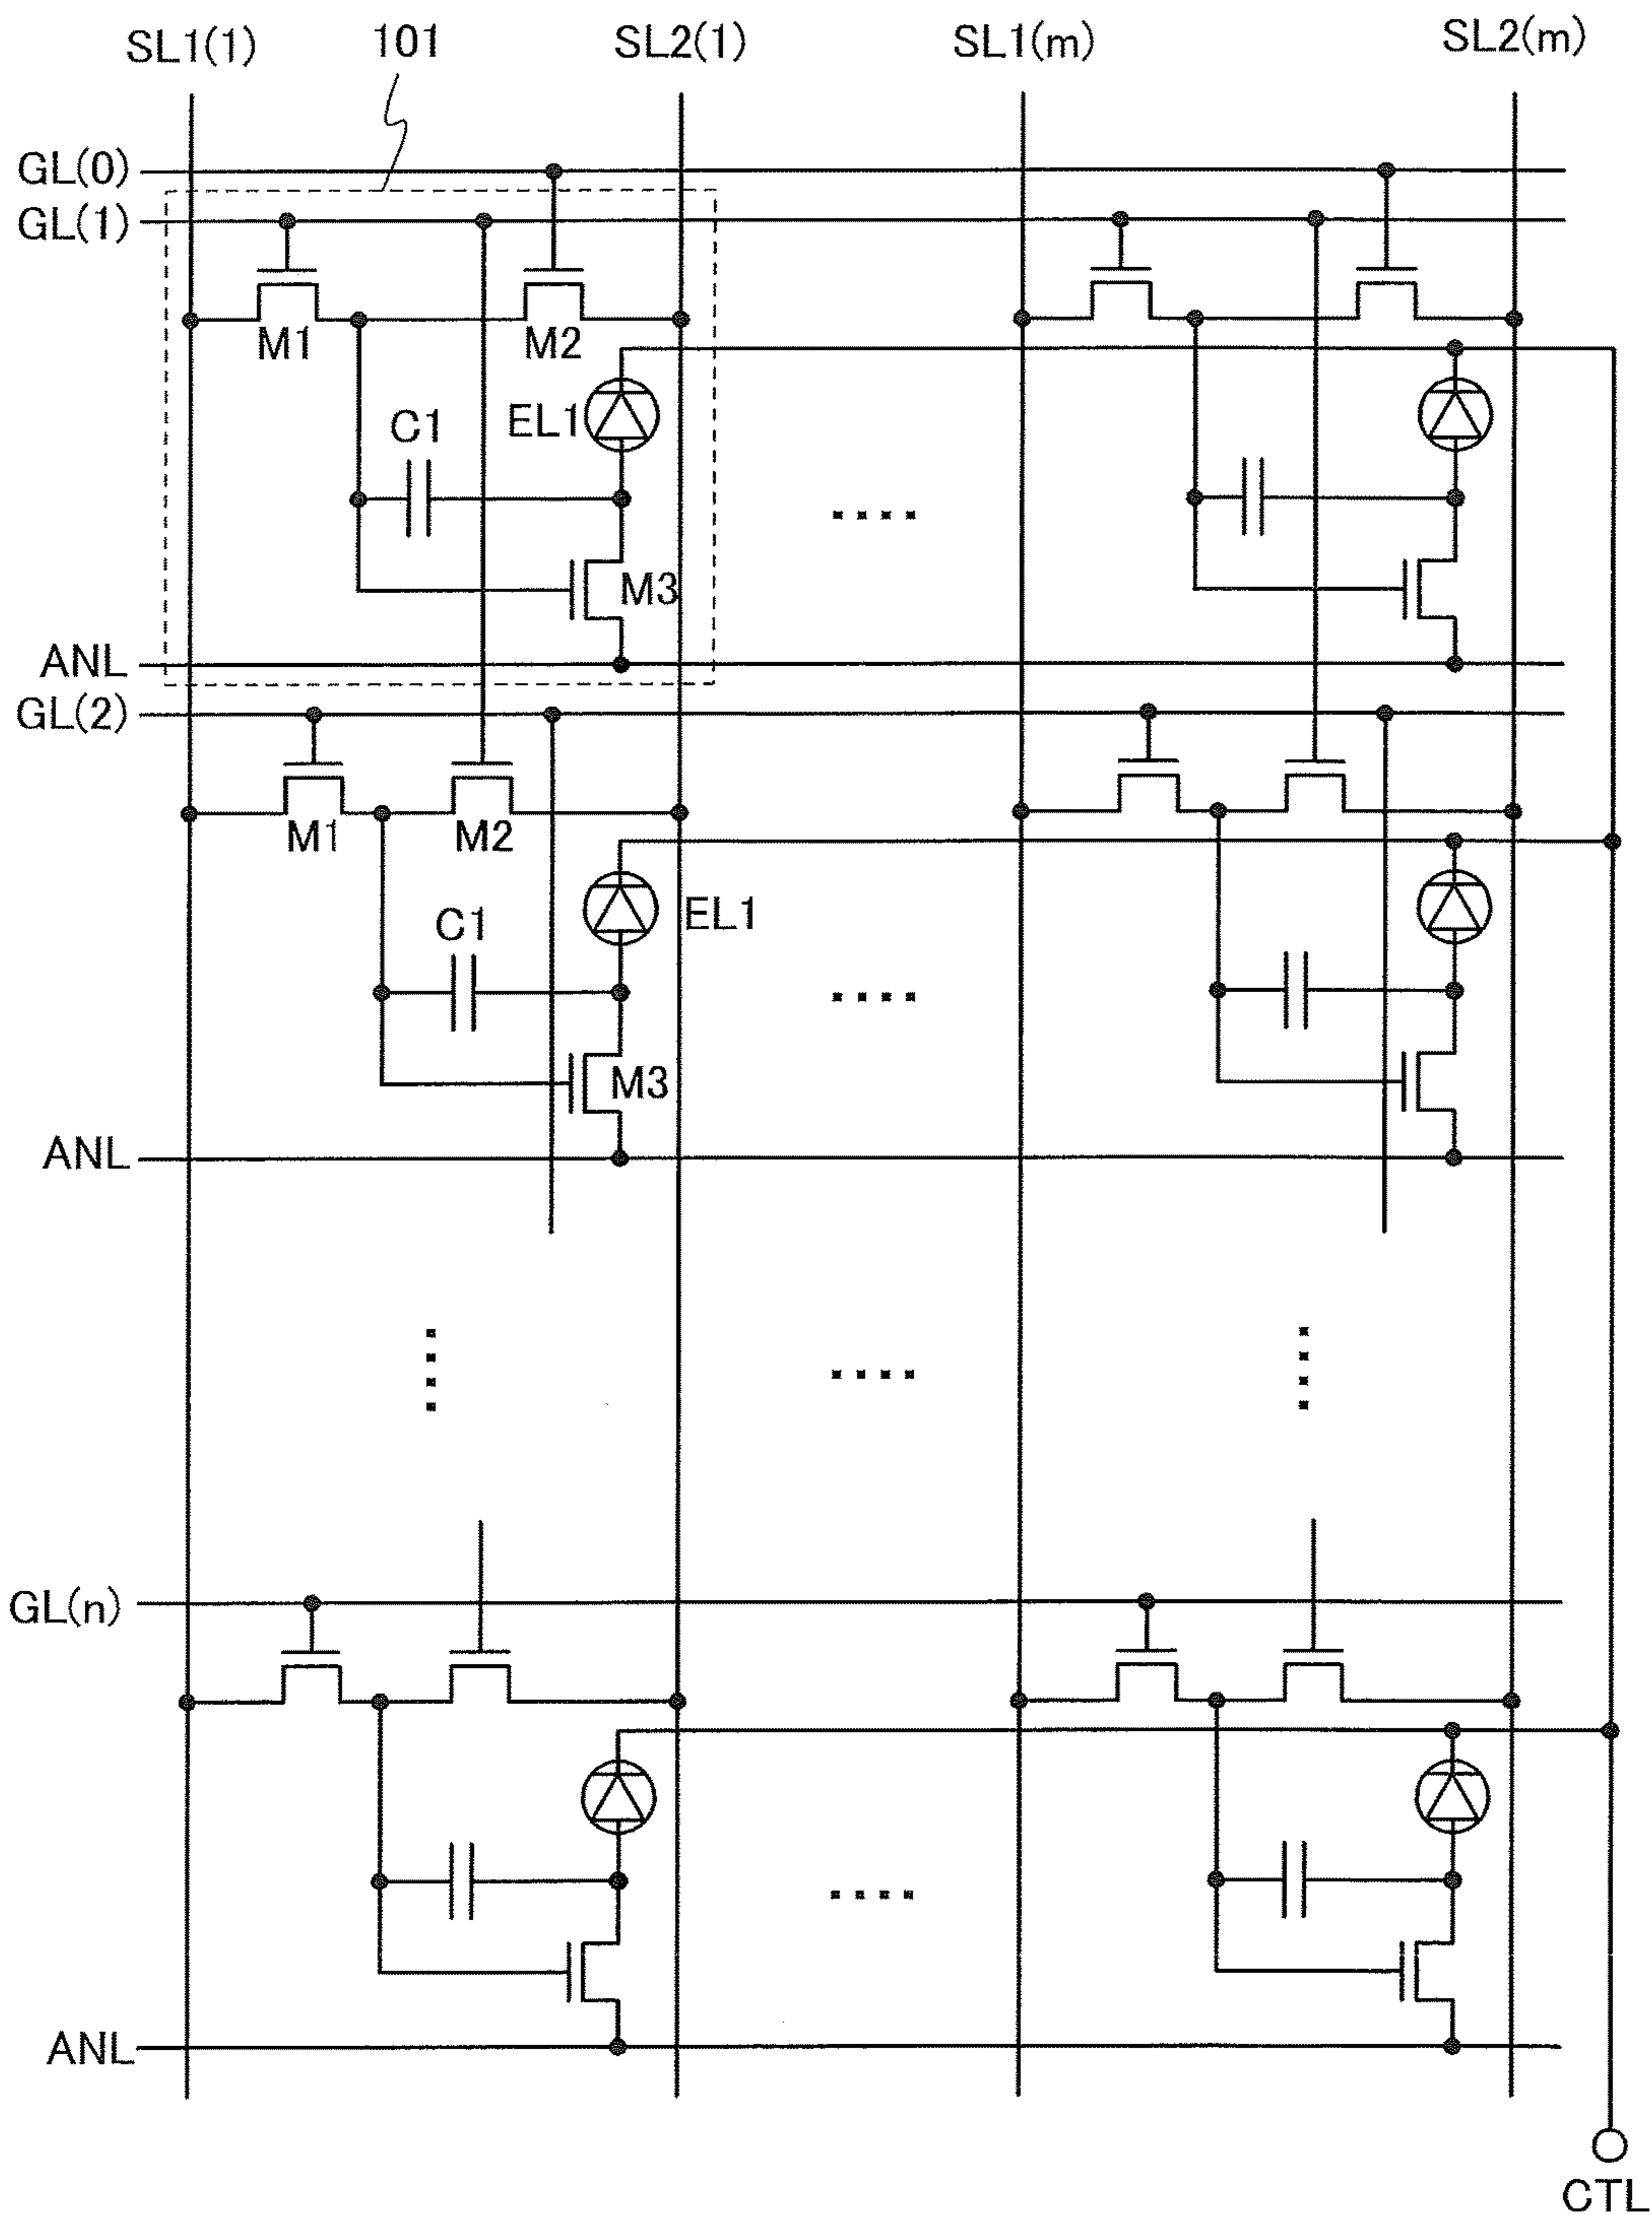 SL1(1)
101
SL2(1)
SL1(m)
SL2(m)
GL(0)
GL(1)
M1
M2
C1
EL1
M3
ANL
GL(2)
M1
M2
C1
EL1
M3
ANL
GL(n)
ANL
CTL